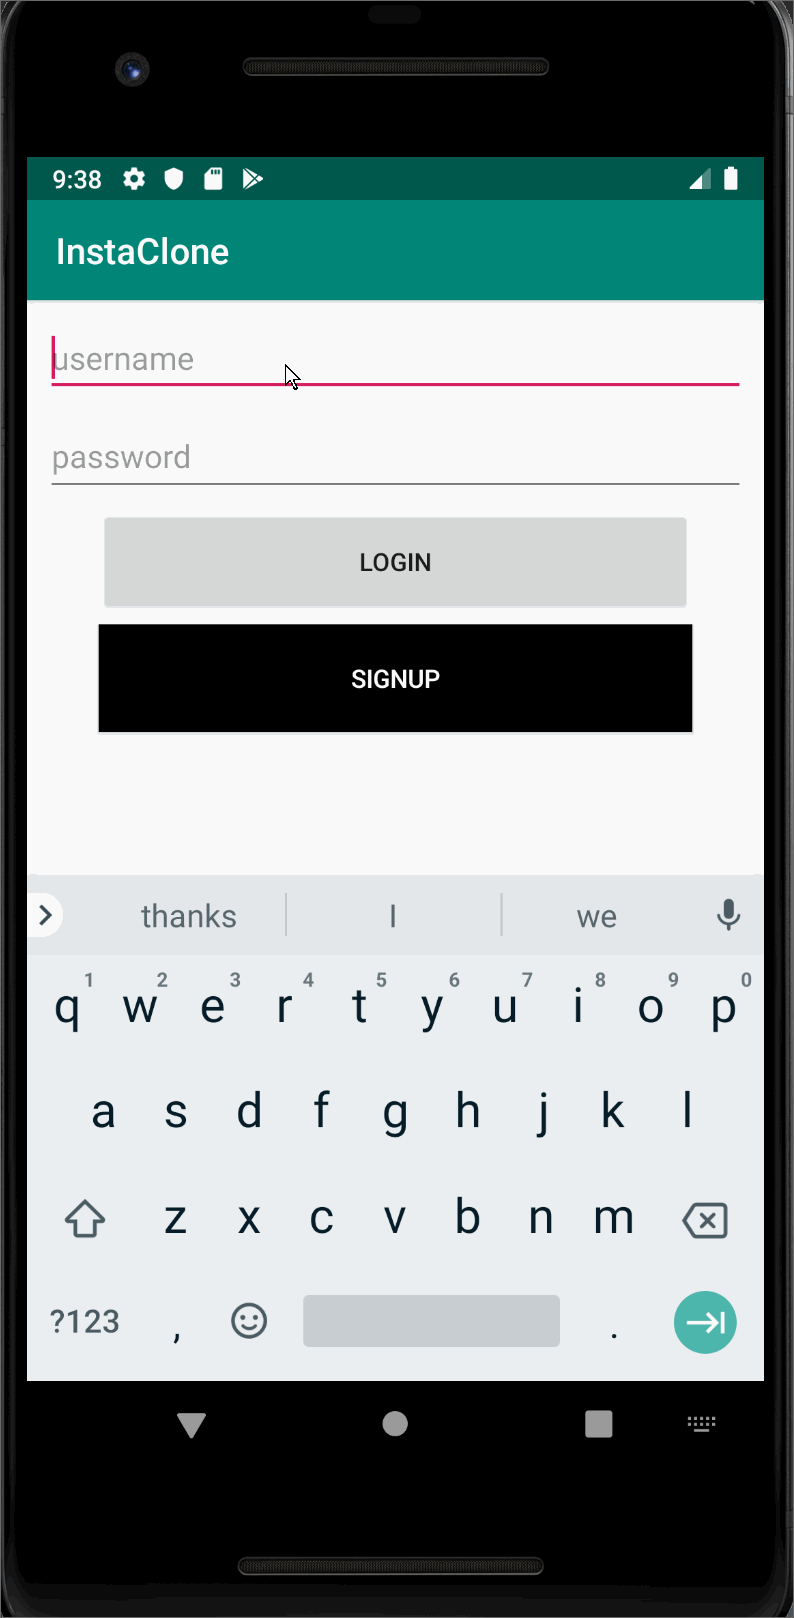 9:38
InstaClone
username
password
LOGIN
SIGNUP
thanks I we
1 2 3 4 5 6 7 8 9 0
q w e r t y u i o p
a s d f g h j k l
z x c v b n m
?123 , .